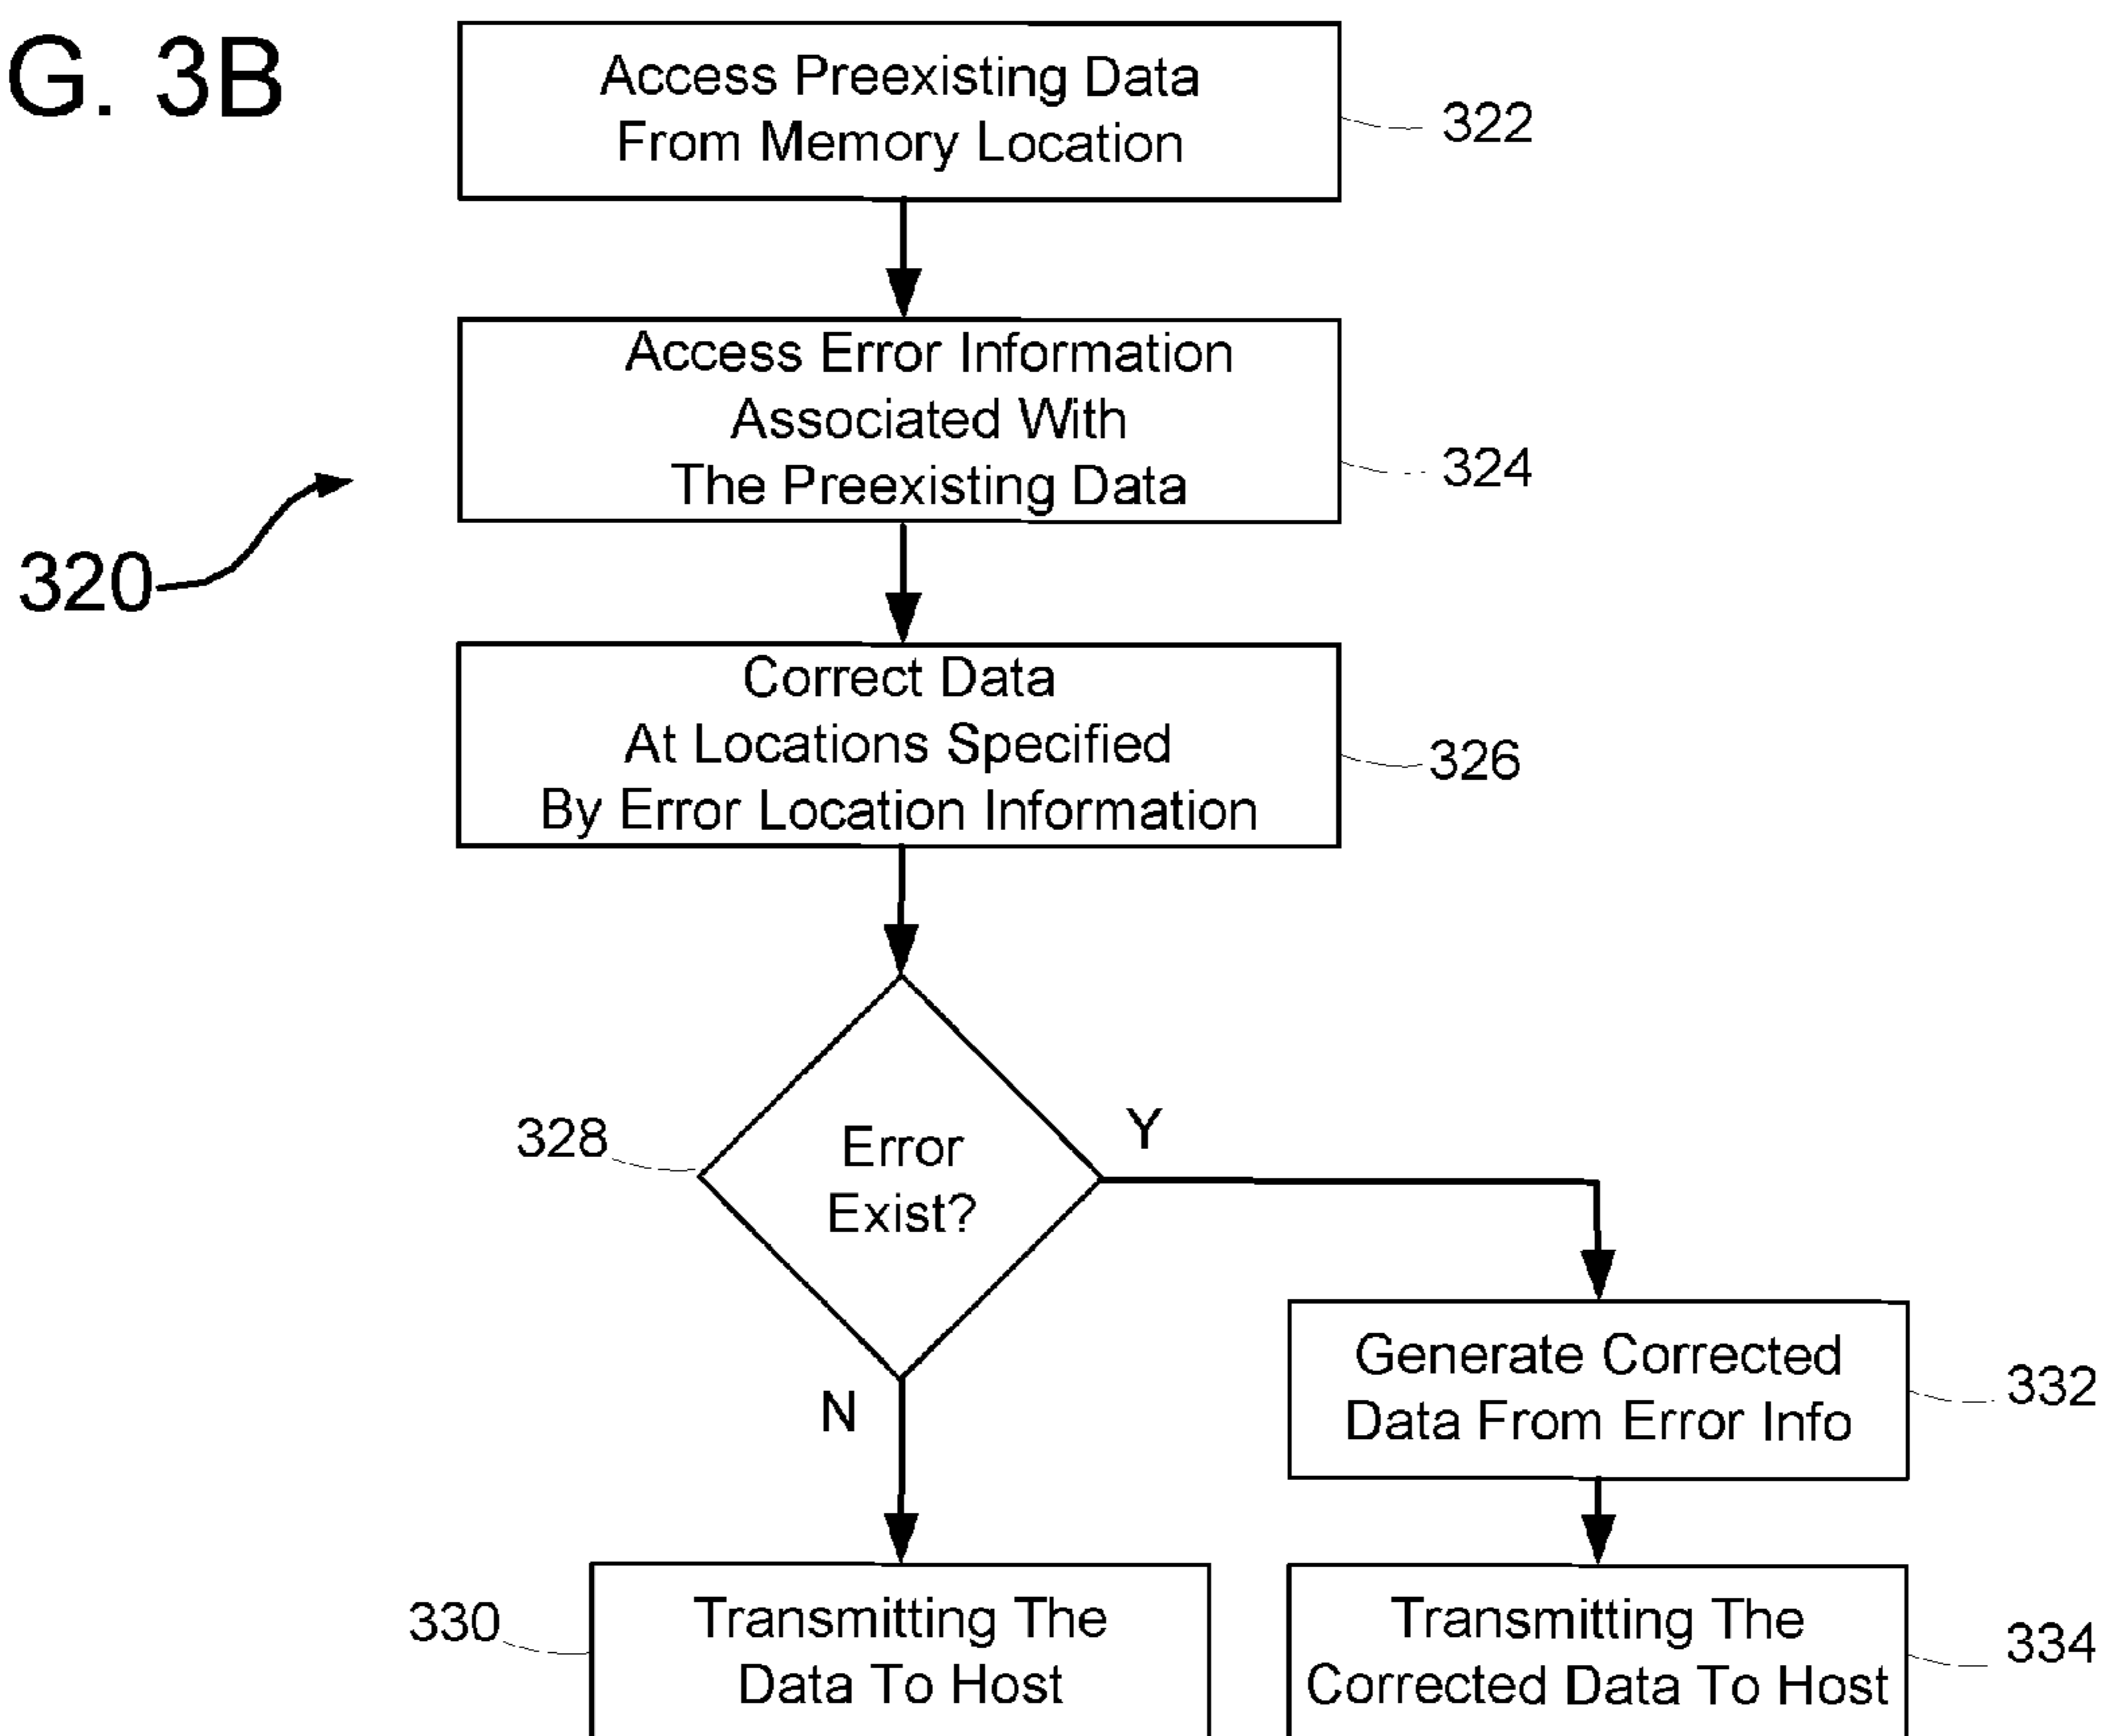 G. 3B
Access Preexisting Data
From Memory Location
322
Access Error Information
Associated With
The Preexisting Data
324
320
Correct Data
At Locations Specified
By Error Location Information
326
328
Error
Exist?
Y
N
Generate Corrected
Data From Error Info
332
330
Transmitting The
Data To Host
Transmitting The
Corrected Data To Host
334